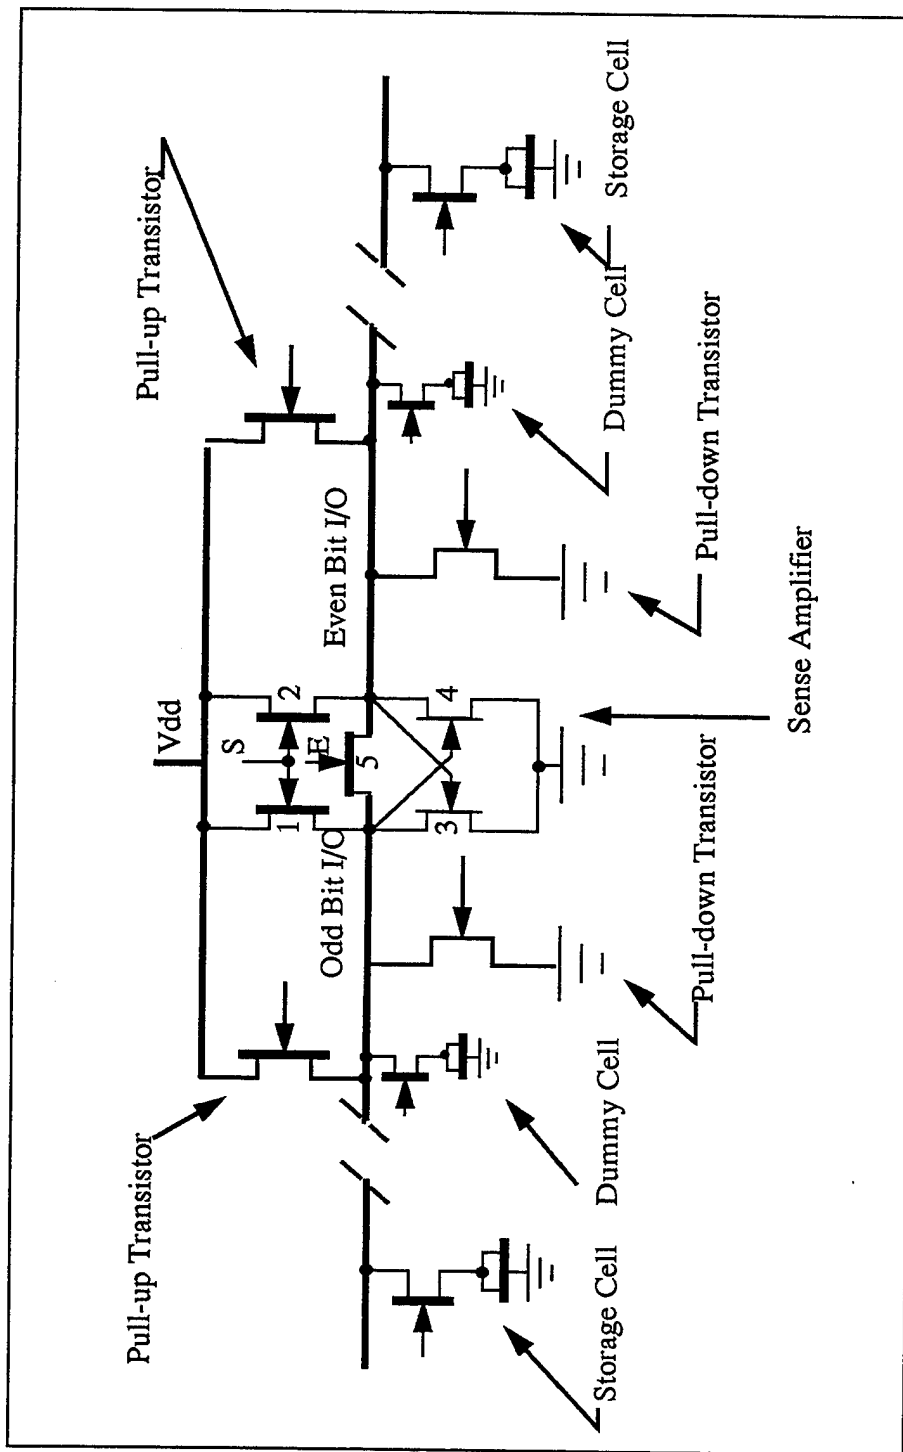 Vdd
Pull-up Transistor
Pull-up Transistor
S
1
2
E
5
Odd Bit I/O
Even Bit I/O
3
4
Storage Cell
Dummy Cell
Pull-down Transistor
Sense Amplifier
Pull-down Transistor
Dummy Cell
Storage Cell